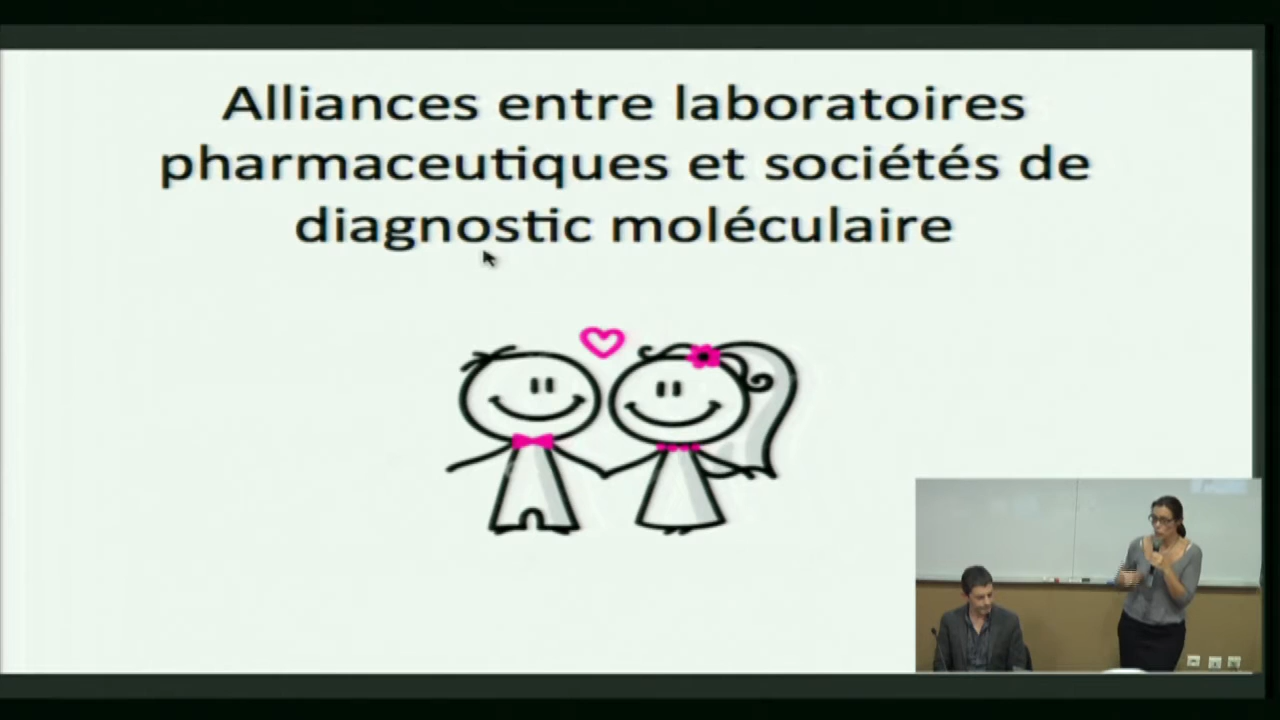 Alliances entre laboratoires
pharmaceutiques et sociétés de
diagnostic moléculaire